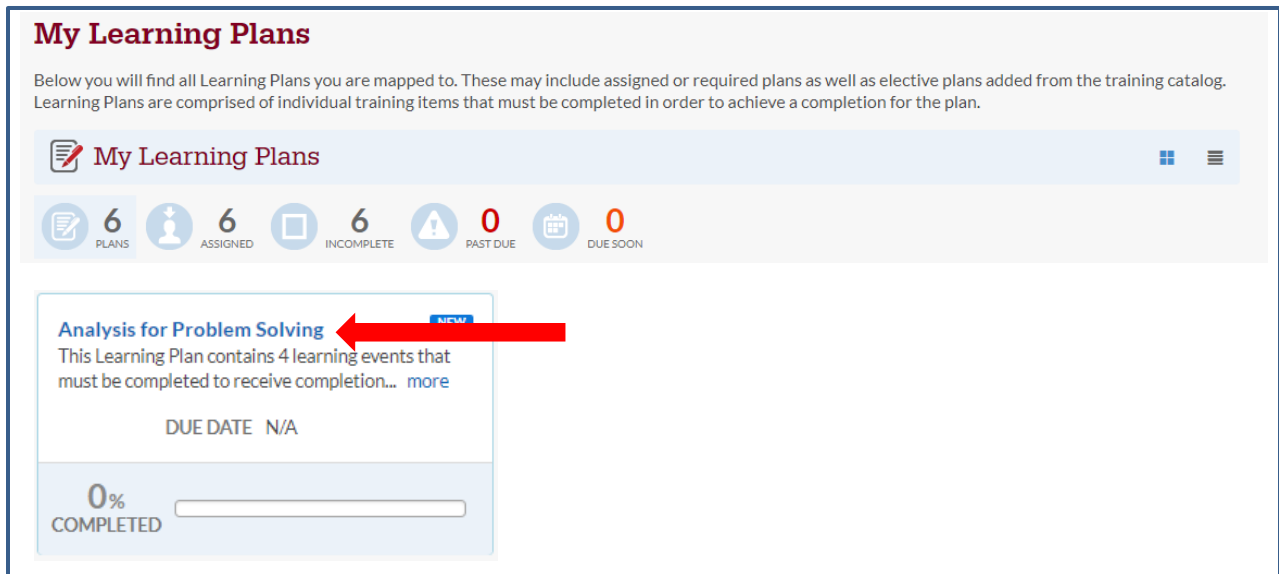 My Learning Plans
Below you will find all Learning Plans you are mapped to. These may include assigned or required plans as well as elective plans added from the training catalog.
Learning Plans are comprised of individual training items that must be completed in order to achieve a completion for the plan.
My Learning Plans
6 PLANS
6 ASSIGNED
6 INCOMPLETE
0 PAST DUE
0 DUE SOON
Analysis for Problem Solving
NEW
This Learning Plan contains 4 learning events that
must be completed to receive completion... more
DUE DATE N/A
0%
COMPLETED